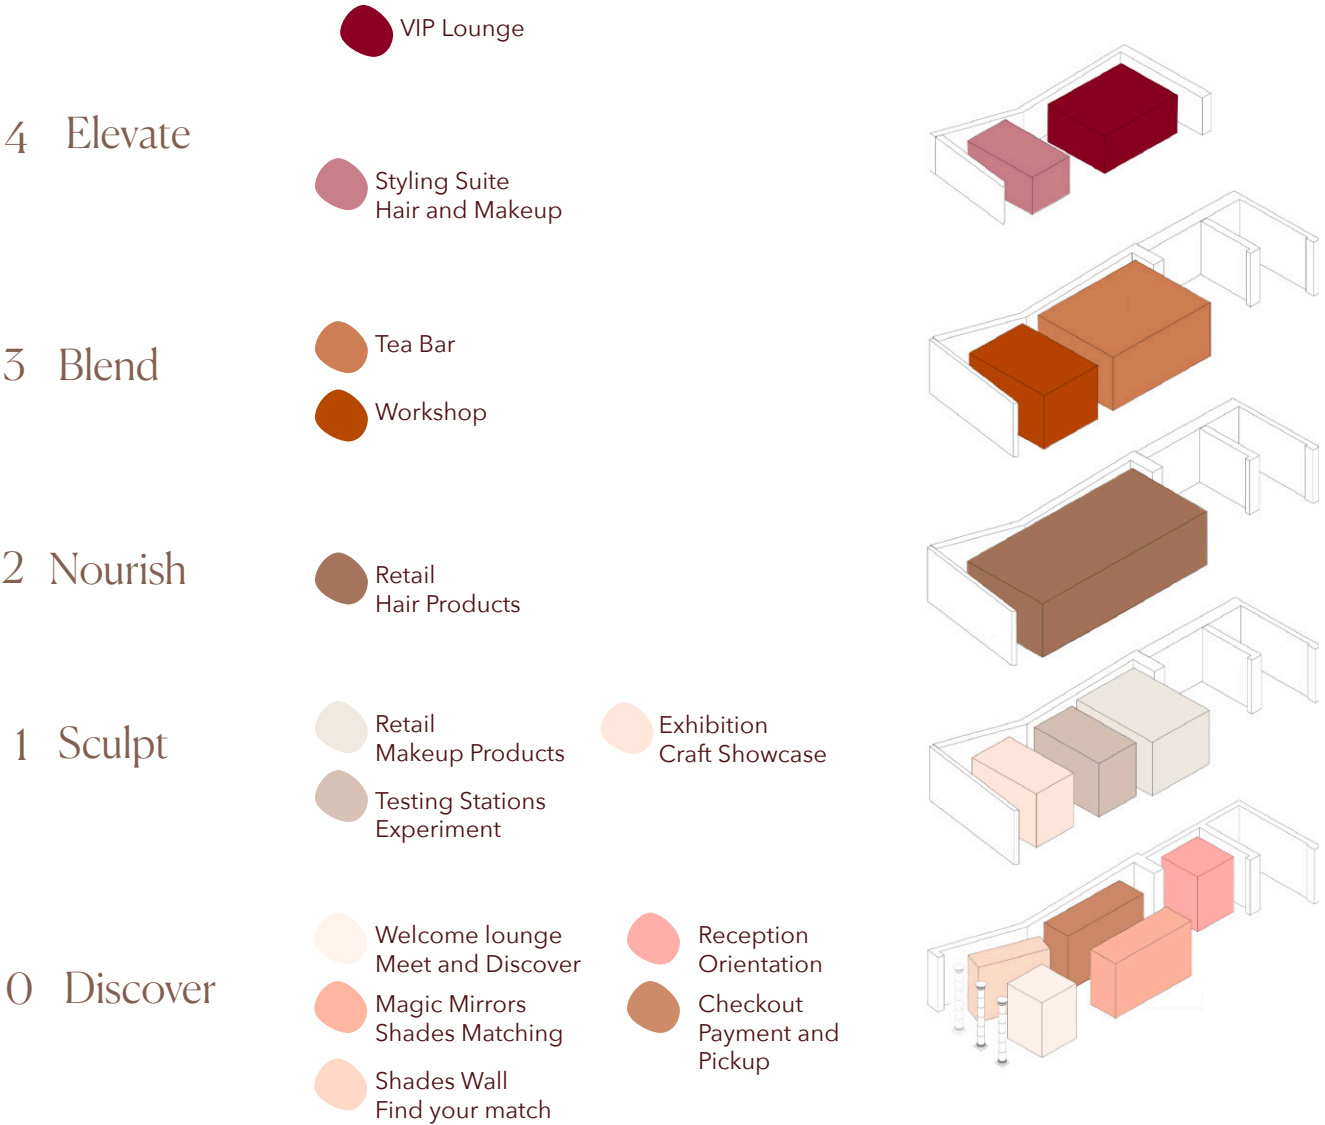 VIP Lounge
4 Elevate
Styling Suite
Hair and Makeup
3 Blend
Tea Bar
Workshop
2 Nourish
Retail
Hair Products
1 Sculpt
Retail
Makeup Products
Exhibition
Craft Showcase
Testing Stations
Experiment
0 Discover
Welcome lounge
Meet and Discover
Reception
Orientation
Magic Mirrors
Shades Matching
Checkout
Payment and
Pickup
Shades Wall
Find your match